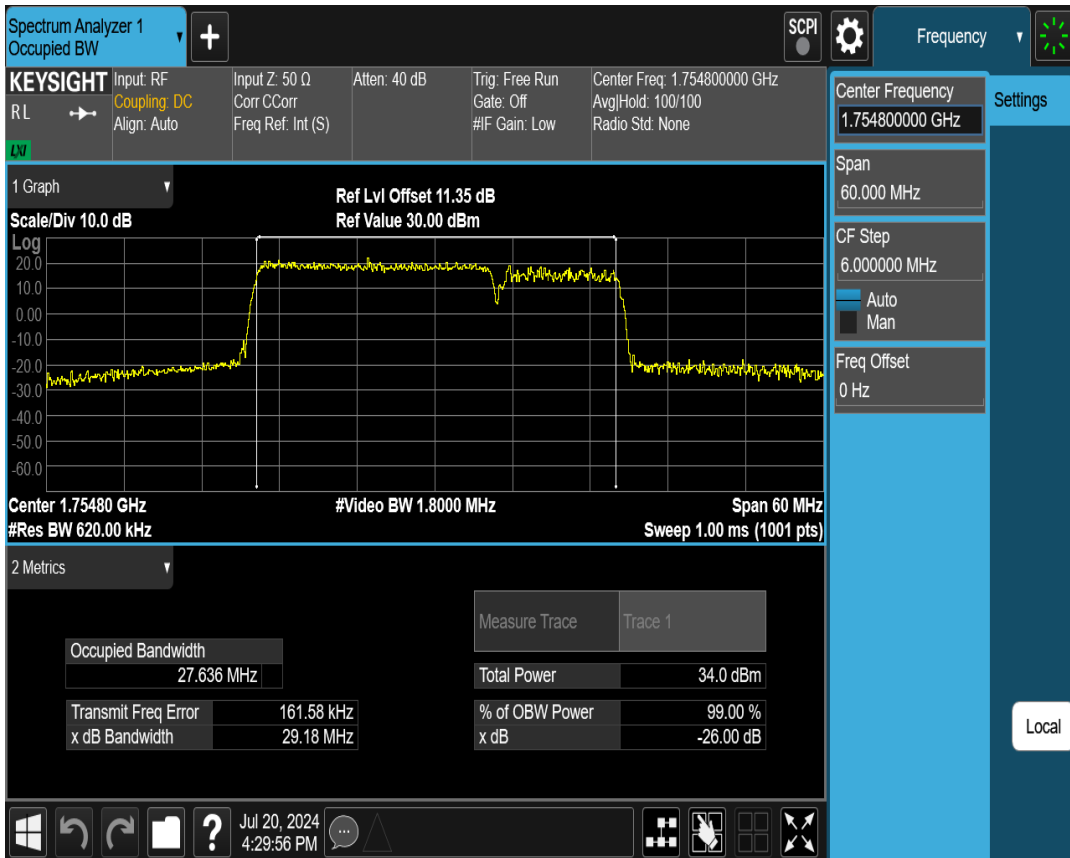 Spectrum Analyzer 1
Occupied BW
+
SCPI
Frequency
KEYSIGHT
RL
LXI
Input: RF
Coupling: DC
Align: Auto
Input Z: 50 Ω
Corr CCorr
Freq Ref: Int (S)
Atten: 40 dB
Trig: Free Run
Gate: Off
#IF Gain: Low
Center Freq: 1.754800000 GHz
Avg|Hold: 100/100
Radio Std: None
Center Frequency
1.754800000 GHz
Settings
Span
60.000 MHz
CF Step
6.000000 MHz
Auto
Man
Freq Offset
0 Hz
Local
1 Graph
Scale/Div 10.0 dB
Ref Lvl Offset 11.35 dB
Ref Value 30.00 dBm
Log
20.0
10.0
0.00
-10.0
-20.0
-30.0
-40.0
-50.0
-60.0
Center 1.75480 GHz
#Video BW 1.8000 MHz
Span 60 MHz
#Res BW 620.00 kHz
Sweep 1.00 ms (1001 pts)
2 Metrics
Measure Trace Trace 1
Occupied Bandwidth
27.636 MHz
Total Power 34.0 dBm
Transmit Freq Error 161.58 kHz
% of OBW Power 99.00 %
x dB Bandwidth 29.18 MHz
x dB -26.00 dB
?
Jul 20, 2024
4:29:56 PM
...